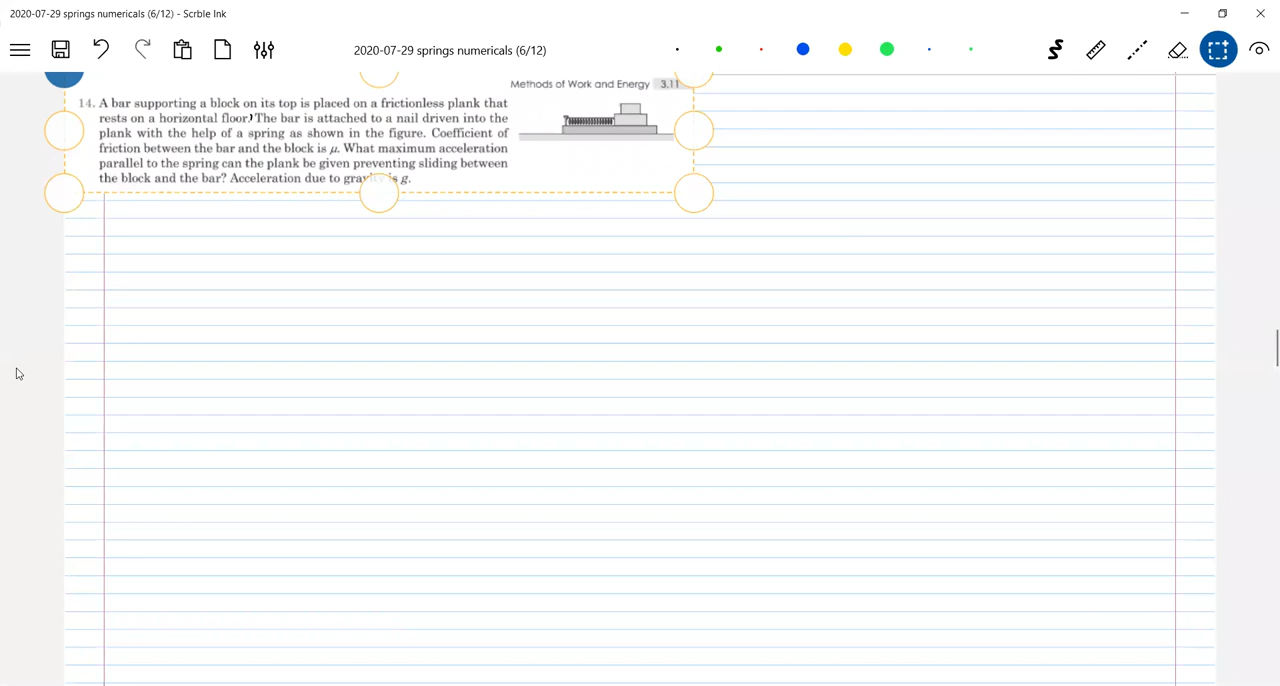 2020-07-29 springs numericals (6/12) - Scrble Ink
2020-07-29 springs numericals (6/12)
Methods of Work and Energy 3.11
14. A bar supporting a block on its top is placed on a frictionless plank that
rests on a horizontal floor. The bar is attached to a nail driven into the
plank with the help of a spring as shown in the figure. Coefficient of
friction between the bar and the block is μ. What maximum acceleration
parallel to the spring can the plank be given preventing sliding between
the block and the bar? Acceleration due to gravity is g.